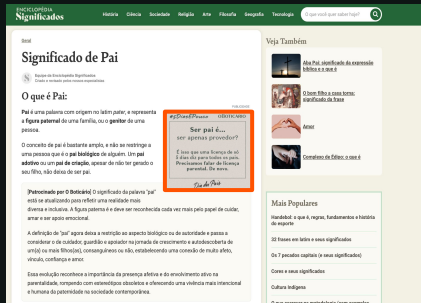 ENCICLOPÉDIA
Significados
História Ciência Sociedade Religião Arte Filosofia Geografia Tecnologia O que você quer saber hoje?
Geral
Significado de Pai
Equipe da Enciclopédia Significados
Criado e revisado pelos nossos especialistas
O que é Pai:
Pai é uma palavra com origem no latim pater, e representa
a figura paternal de uma família, ou o genitor de uma
pessoa.
O conceito de pai é bastante amplo, e não se restringe a
uma pessoa que é o pai biológico de alguém. Um pai
adotivo ou um pai de criação, apesar de não ter gerado o
seu filho, não deixa de ser pai.
PUBLICIDADE
#5DiasÉPouco OBOTICÁRIO
Ser pai é...
ser apenas provedor?
É isso que uma licença de só
5 dias diz para todos os pais.
Precisamos falar de licença
parental. De novo.
Dia dos Pais
[Patrocinado por O Boticário] O significado da palavra "pai"
está se atualizando para refletir uma realidade mais
diversa e inclusiva. A figura paterna é e deve ser reconhecida cada vez mais pelo papel de cuidar,
amar e ser apoio emocional.
A definição de "pai" agora deixa a restrição ao aspecto biológico ou de autoridade e passa a
considerar o de cuidador, guardião e apoiador na jornada de crescimento e autodescoberta de
um(a) ou mais filhos(as), consanguíneos ou não, estabelecendo uma conexão de muito afeto,
vínculo, confiança e amor.
Essa evolução reconhece a importância da presença afetiva e do envolvimento ativo na
parentalidade, rompendo com estereótipos obsoletos e oferecendo uma vivência mais intencional
e humana da paternidade na sociedade contemporânea.
Veja Também
Aba Pai: significado da expressão
bíblica e o que é
O bom filho a casa torna:
significado da frase
Amor
Complexo de Édipo: o que é
Mais Populares
Handebol: o que é, regras, fundamentos e história
do esporte
32 frases em latim e seus significados
Os 7 pecados capitais (e seus significados)
Cores e seus significados
Cultura Indígena